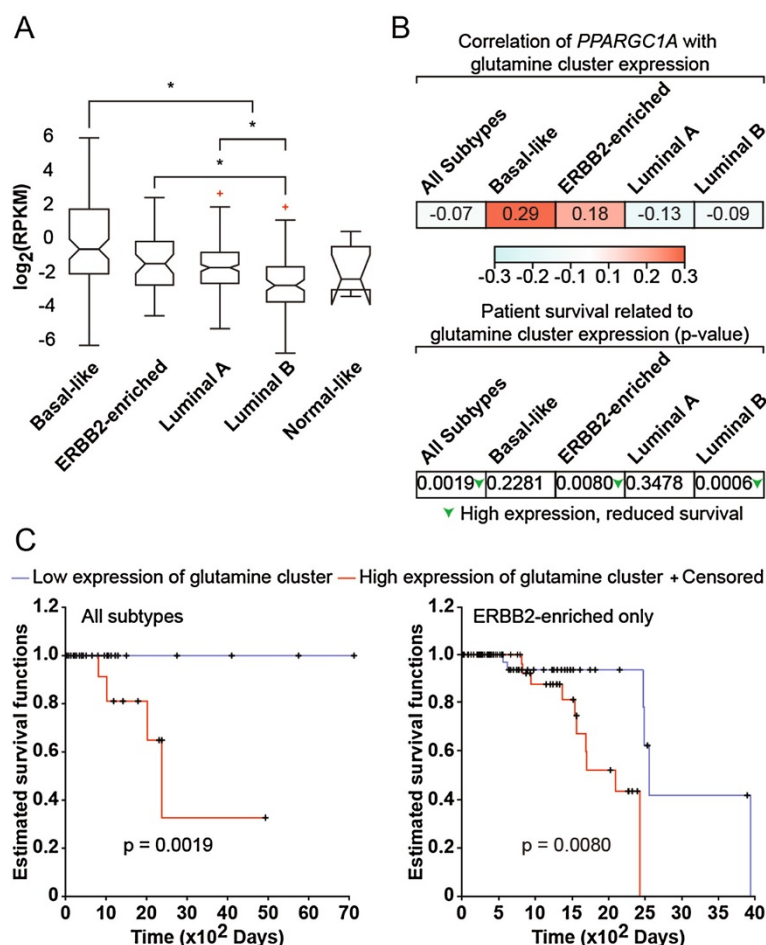 A
*
*
*
6
4
2
0
-2
-4
-6
log2(RPKM)
Basal-like
ERBB2-enriched
Luminal A
Luminal B
Normal-like
B
Correlation of PPARGC1A with
glutamine cluster expression
All Subtypes
Basal-like
ERBB2-enriched
Luminal A
Luminal B
-0.07 0.29 0.18 -0.13 -0.09
-0.3 -0.2 -0.1 0.1 0.2 0.3
Patient survival related to
glutamine cluster expression (p-value)
All Subtypes
Basal-like
ERBB2-enriched
Luminal A
Luminal B
0.0019 0.2281 0.0080 0.3478 0.0006
High expression, reduced survival
C
Low expression of glutamine cluster High expression of glutamine cluster + Censored
All subtypes
1.2
1.0
0.8
0.6
0.4
0.2
0
Estimated survival functions
p = 0.0019
0 10 20 30 40 50 60 70
Time (x10² Days)
ERBB2-enriched only
1.2
1.0
0.8
0.6
0.4
0.2
0
Estimated survival functions
p = 0.0080
0 5 10 15 20 25 30 35 40
Time (x10² Days)